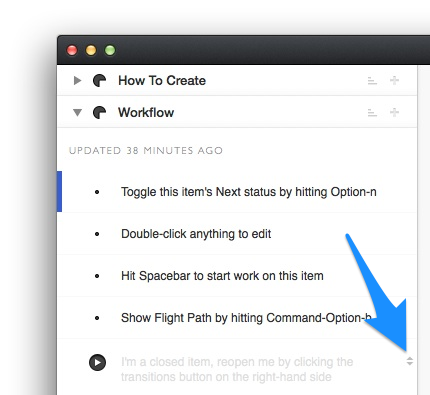 How To Create
Workflow
UPDATED 38 MINUTES AGO
Toggle this item's Next status by hitting Option-n
Double-click anything to edit
Hit Spacebar to start work on this item
Show Flight Path by hitting Command-Option-b
I'm a closed item, reopen me by clicking the
transitions button on the right-hand side